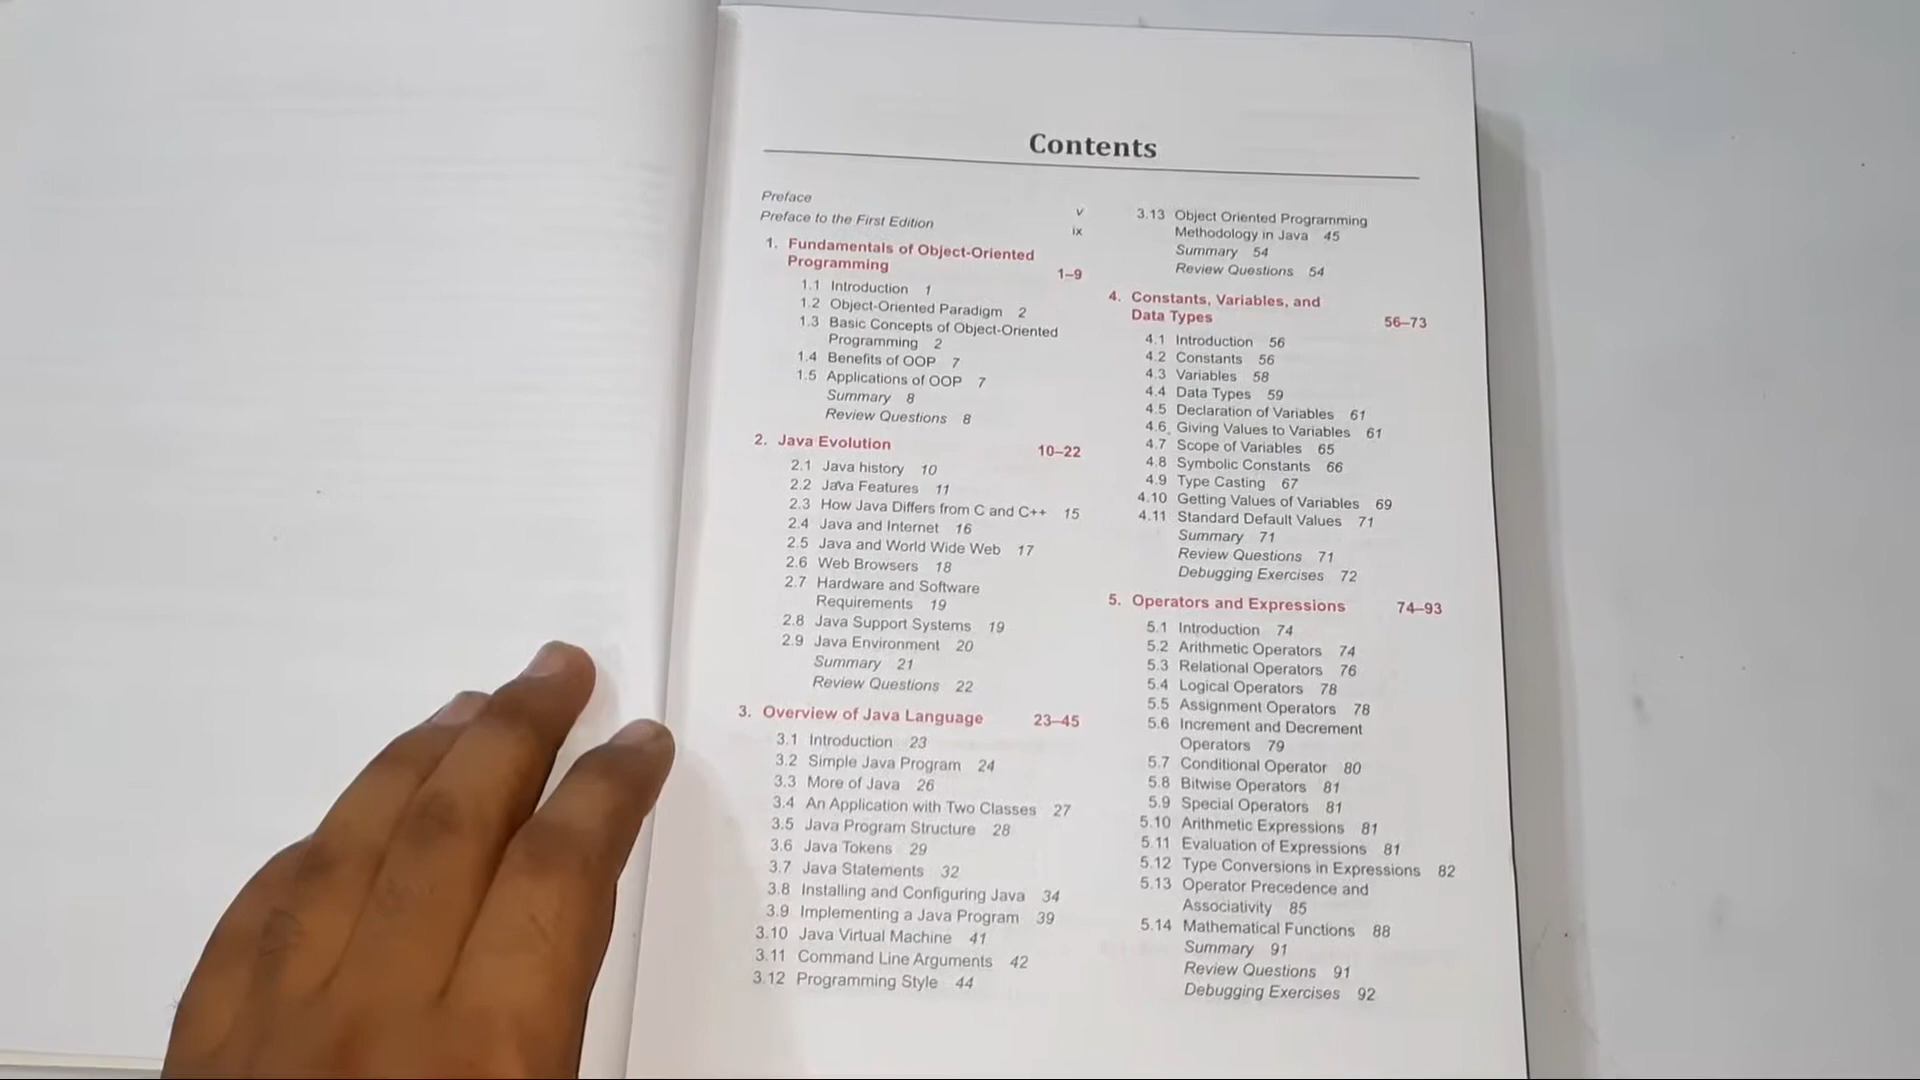 Contents
Preface v
Preface to the First Edition ix
1. Fundamentals of Object-Oriented
Programming 1–9
1.1 Introduction 1
1.2 Object-Oriented Paradigm 2
1.3 Basic Concepts of Object-Oriented
Programming 2
1.4 Benefits of OOP 7
1.5 Applications of OOP 7
Summary 8
Review Questions 8
2. Java Evolution 10–22
2.1 Java history 10
2.2 Java Features 11
2.3 How Java Differs from C and C++ 15
2.4 Java and Internet 16
2.5 Java and World Wide Web 17
2.6 Web Browsers 18
2.7 Hardware and Software
Requirements 19
2.8 Java Support Systems 19
2.9 Java Environment 20
Summary 21
Review Questions 22
3. Overview of Java Language 23–45
3.1 Introduction 23
3.2 Simple Java Program 24
3.3 More of Java 26
3.4 An Application with Two Classes 27
3.5 Java Program Structure 28
3.6 Java Tokens 29
3.7 Java Statements 32
3.8 Installing and Configuring Java 34
3.9 Implementing a Java Program 39
3.10 Java Virtual Machine 41
3.11 Command Line Arguments 42
3.12 Programming Style 44
3.13 Object Oriented Programming
Methodology in Java 45
Summary 54
Review Questions 54
4. Constants, Variables, and
Data Types 56–73
4.1 Introduction 56
4.2 Constants 56
4.3 Variables 58
4.4 Data Types 59
4.5 Declaration of Variables 61
4.6 Giving Values to Variables 61
4.7 Scope of Variables 65
4.8 Symbolic Constants 66
4.9 Type Casting 67
4.10 Getting Values of Variables 69
4.11 Standard Default Values 71
Summary 71
Review Questions 71
Debugging Exercises 72
5. Operators and Expressions 74–93
5.1 Introduction 74
5.2 Arithmetic Operators 74
5.3 Relational Operators 76
5.4 Logical Operators 78
5.5 Assignment Operators 78
5.6 Increment and Decrement
Operators 79
5.7 Conditional Operator 80
5.8 Bitwise Operators 81
5.9 Special Operators 81
5.10 Arithmetic Expressions 81
5.11 Evaluation of Expressions 81
5.12 Type Conversions in Expressions 82
5.13 Operator Precedence and
Associativity 85
5.14 Mathematical Functions 88
Summary 91
Review Questions 91
Debugging Exercises 92